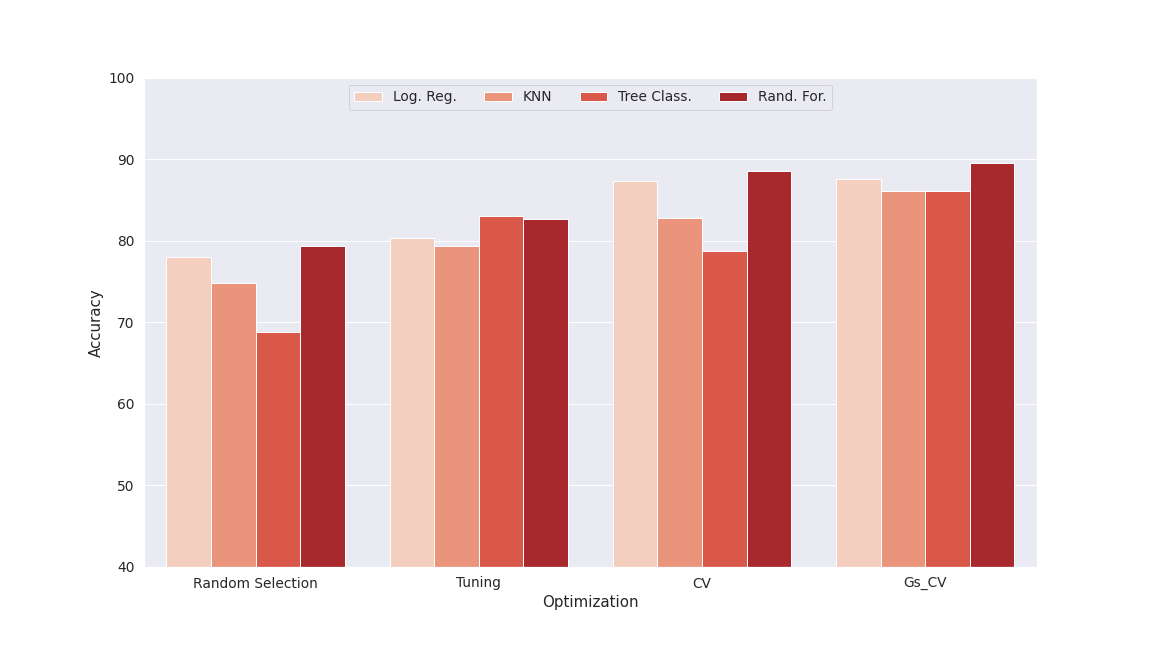 100
Log. Reg. KNN Tree Class. Rand. For.
90
80
70
60
50
40
Accuracy
Random Selection Tuning CV Gs_CV
Optimization